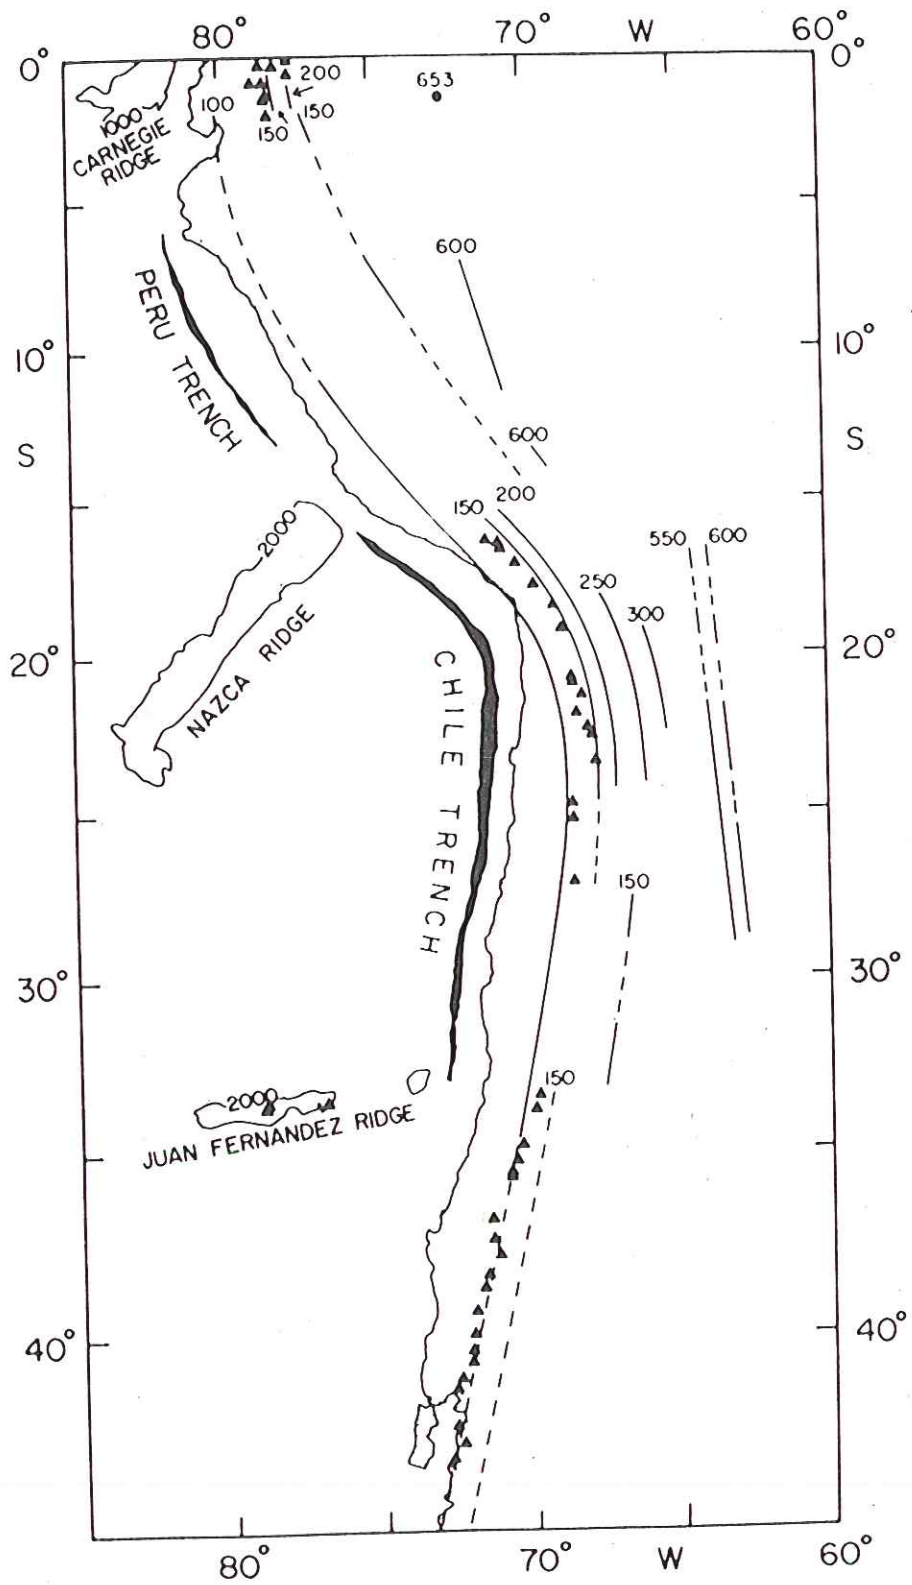 80° 70° W 60°
0° 0°
653
200
1000 100 150 150
CARNEGIE
RIDGE
600
PERU TRENCH
10° 10°
600
S S
200
150
2000
550 600
250
300
NAZCA RIDGE
20° 20°
CHILE TRENCH
150
30° 30°
150
2000
JUAN FERNANDEZ RIDGE
40° 40°
80° 70° W 60°